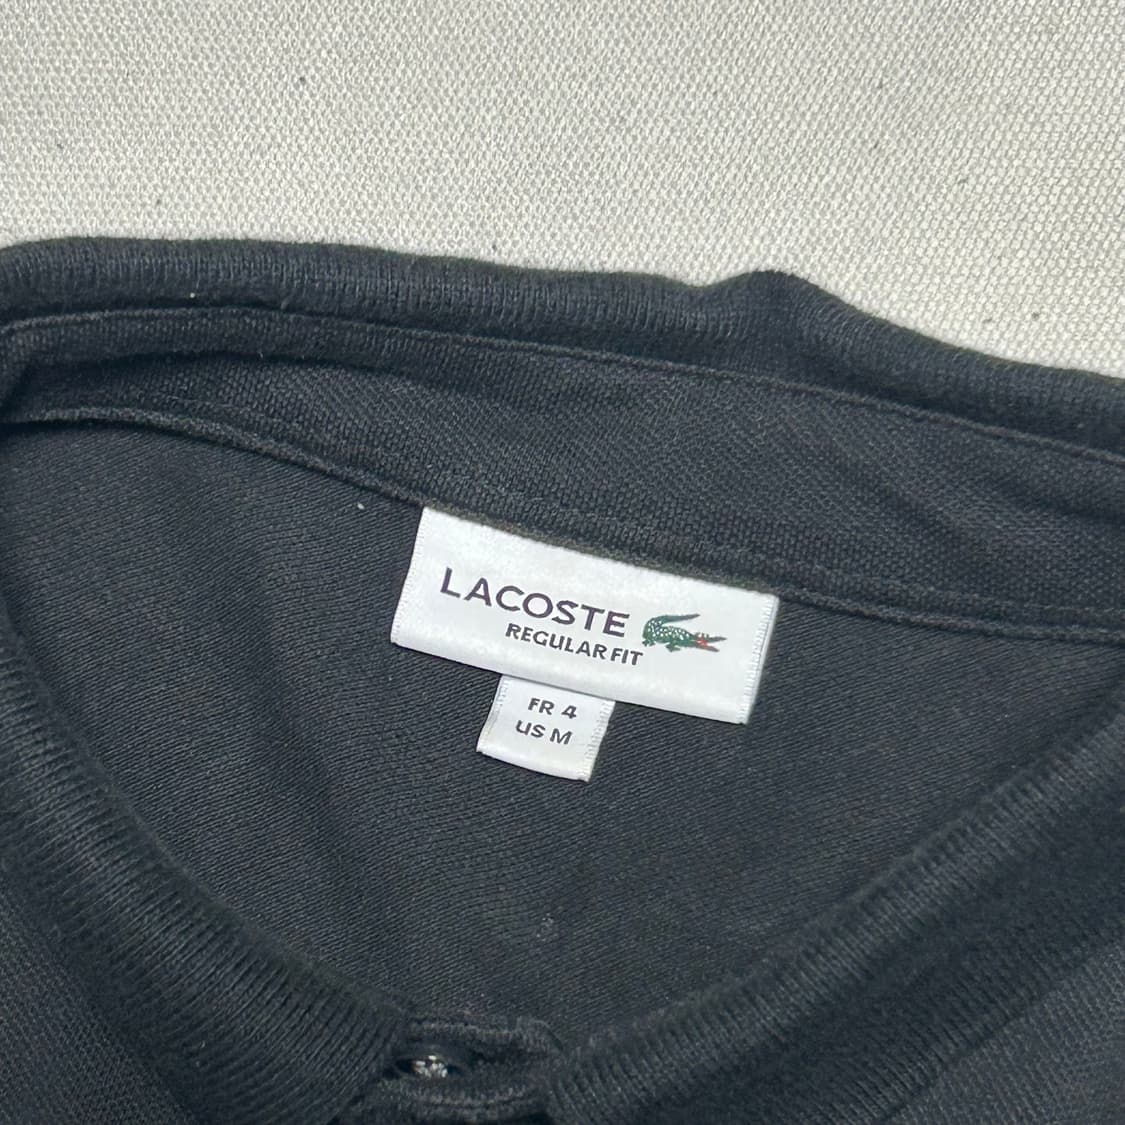 LACOSTE
REGULAR FIT
FR 4
US M